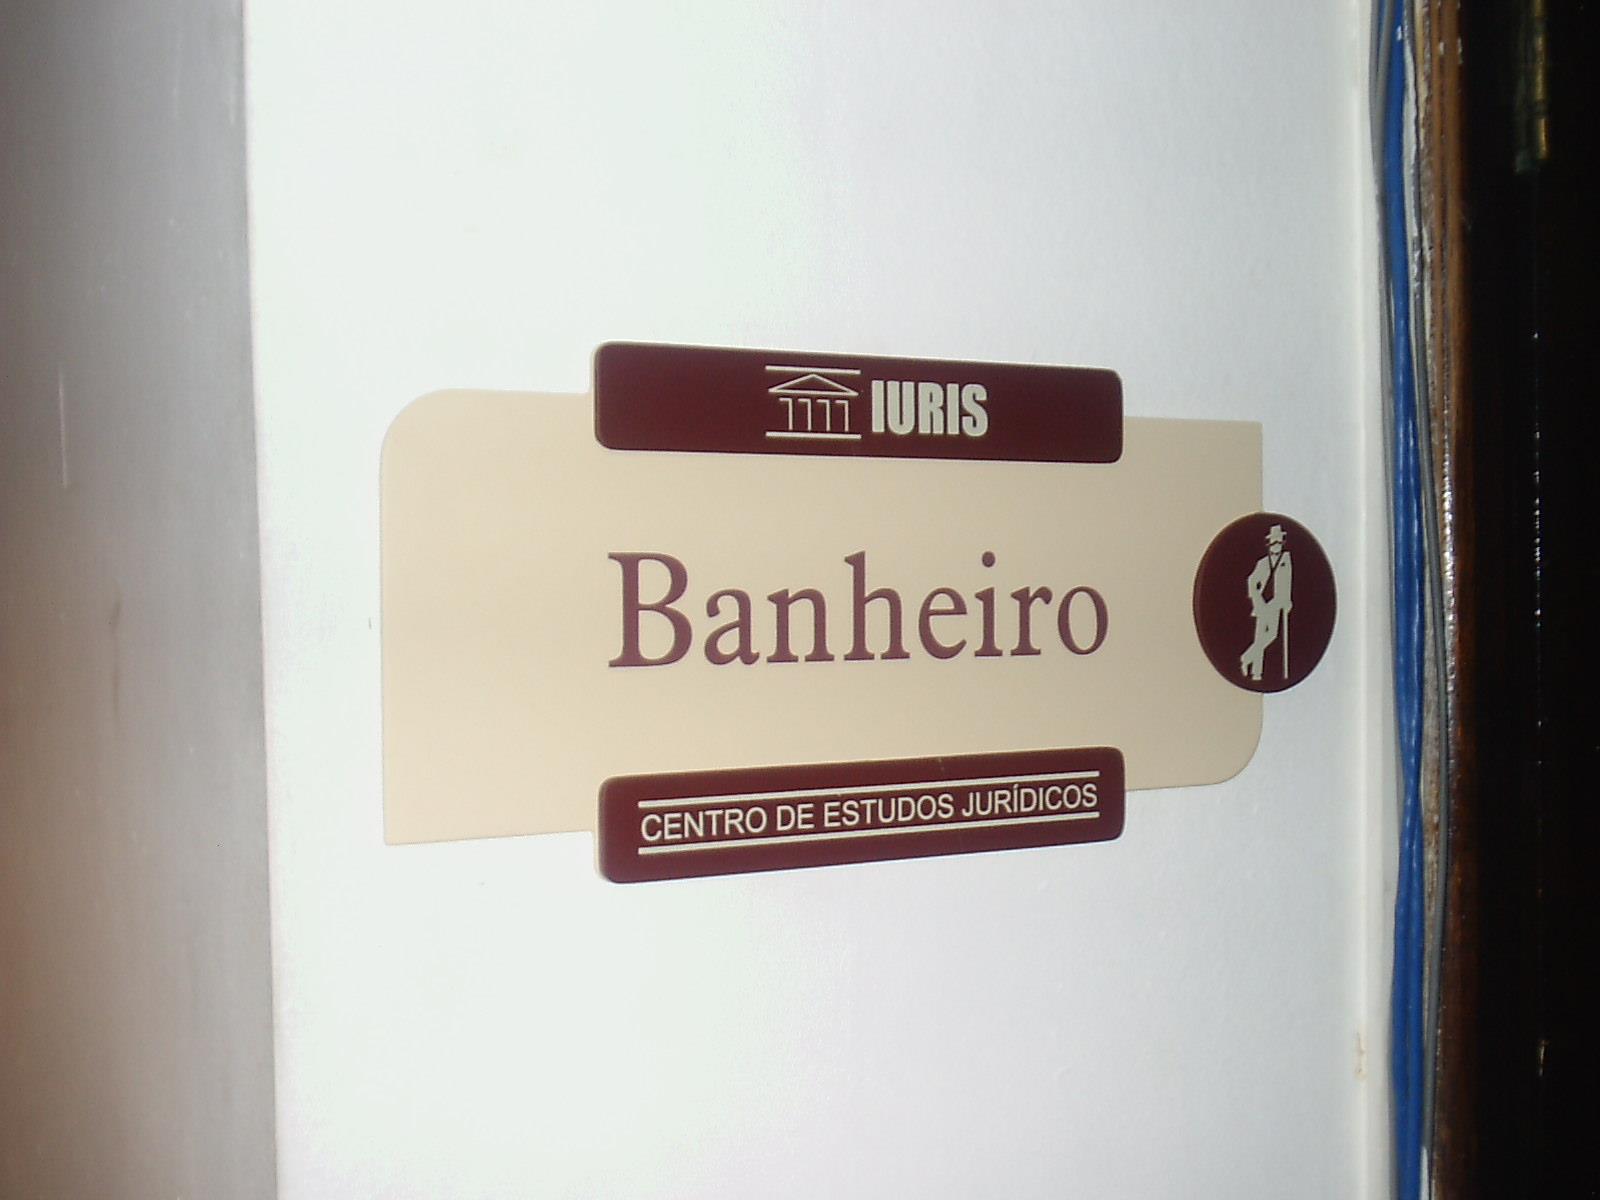 IURIS
Banheiro
CENTRO DE ESTUDOS JURÍDICOS